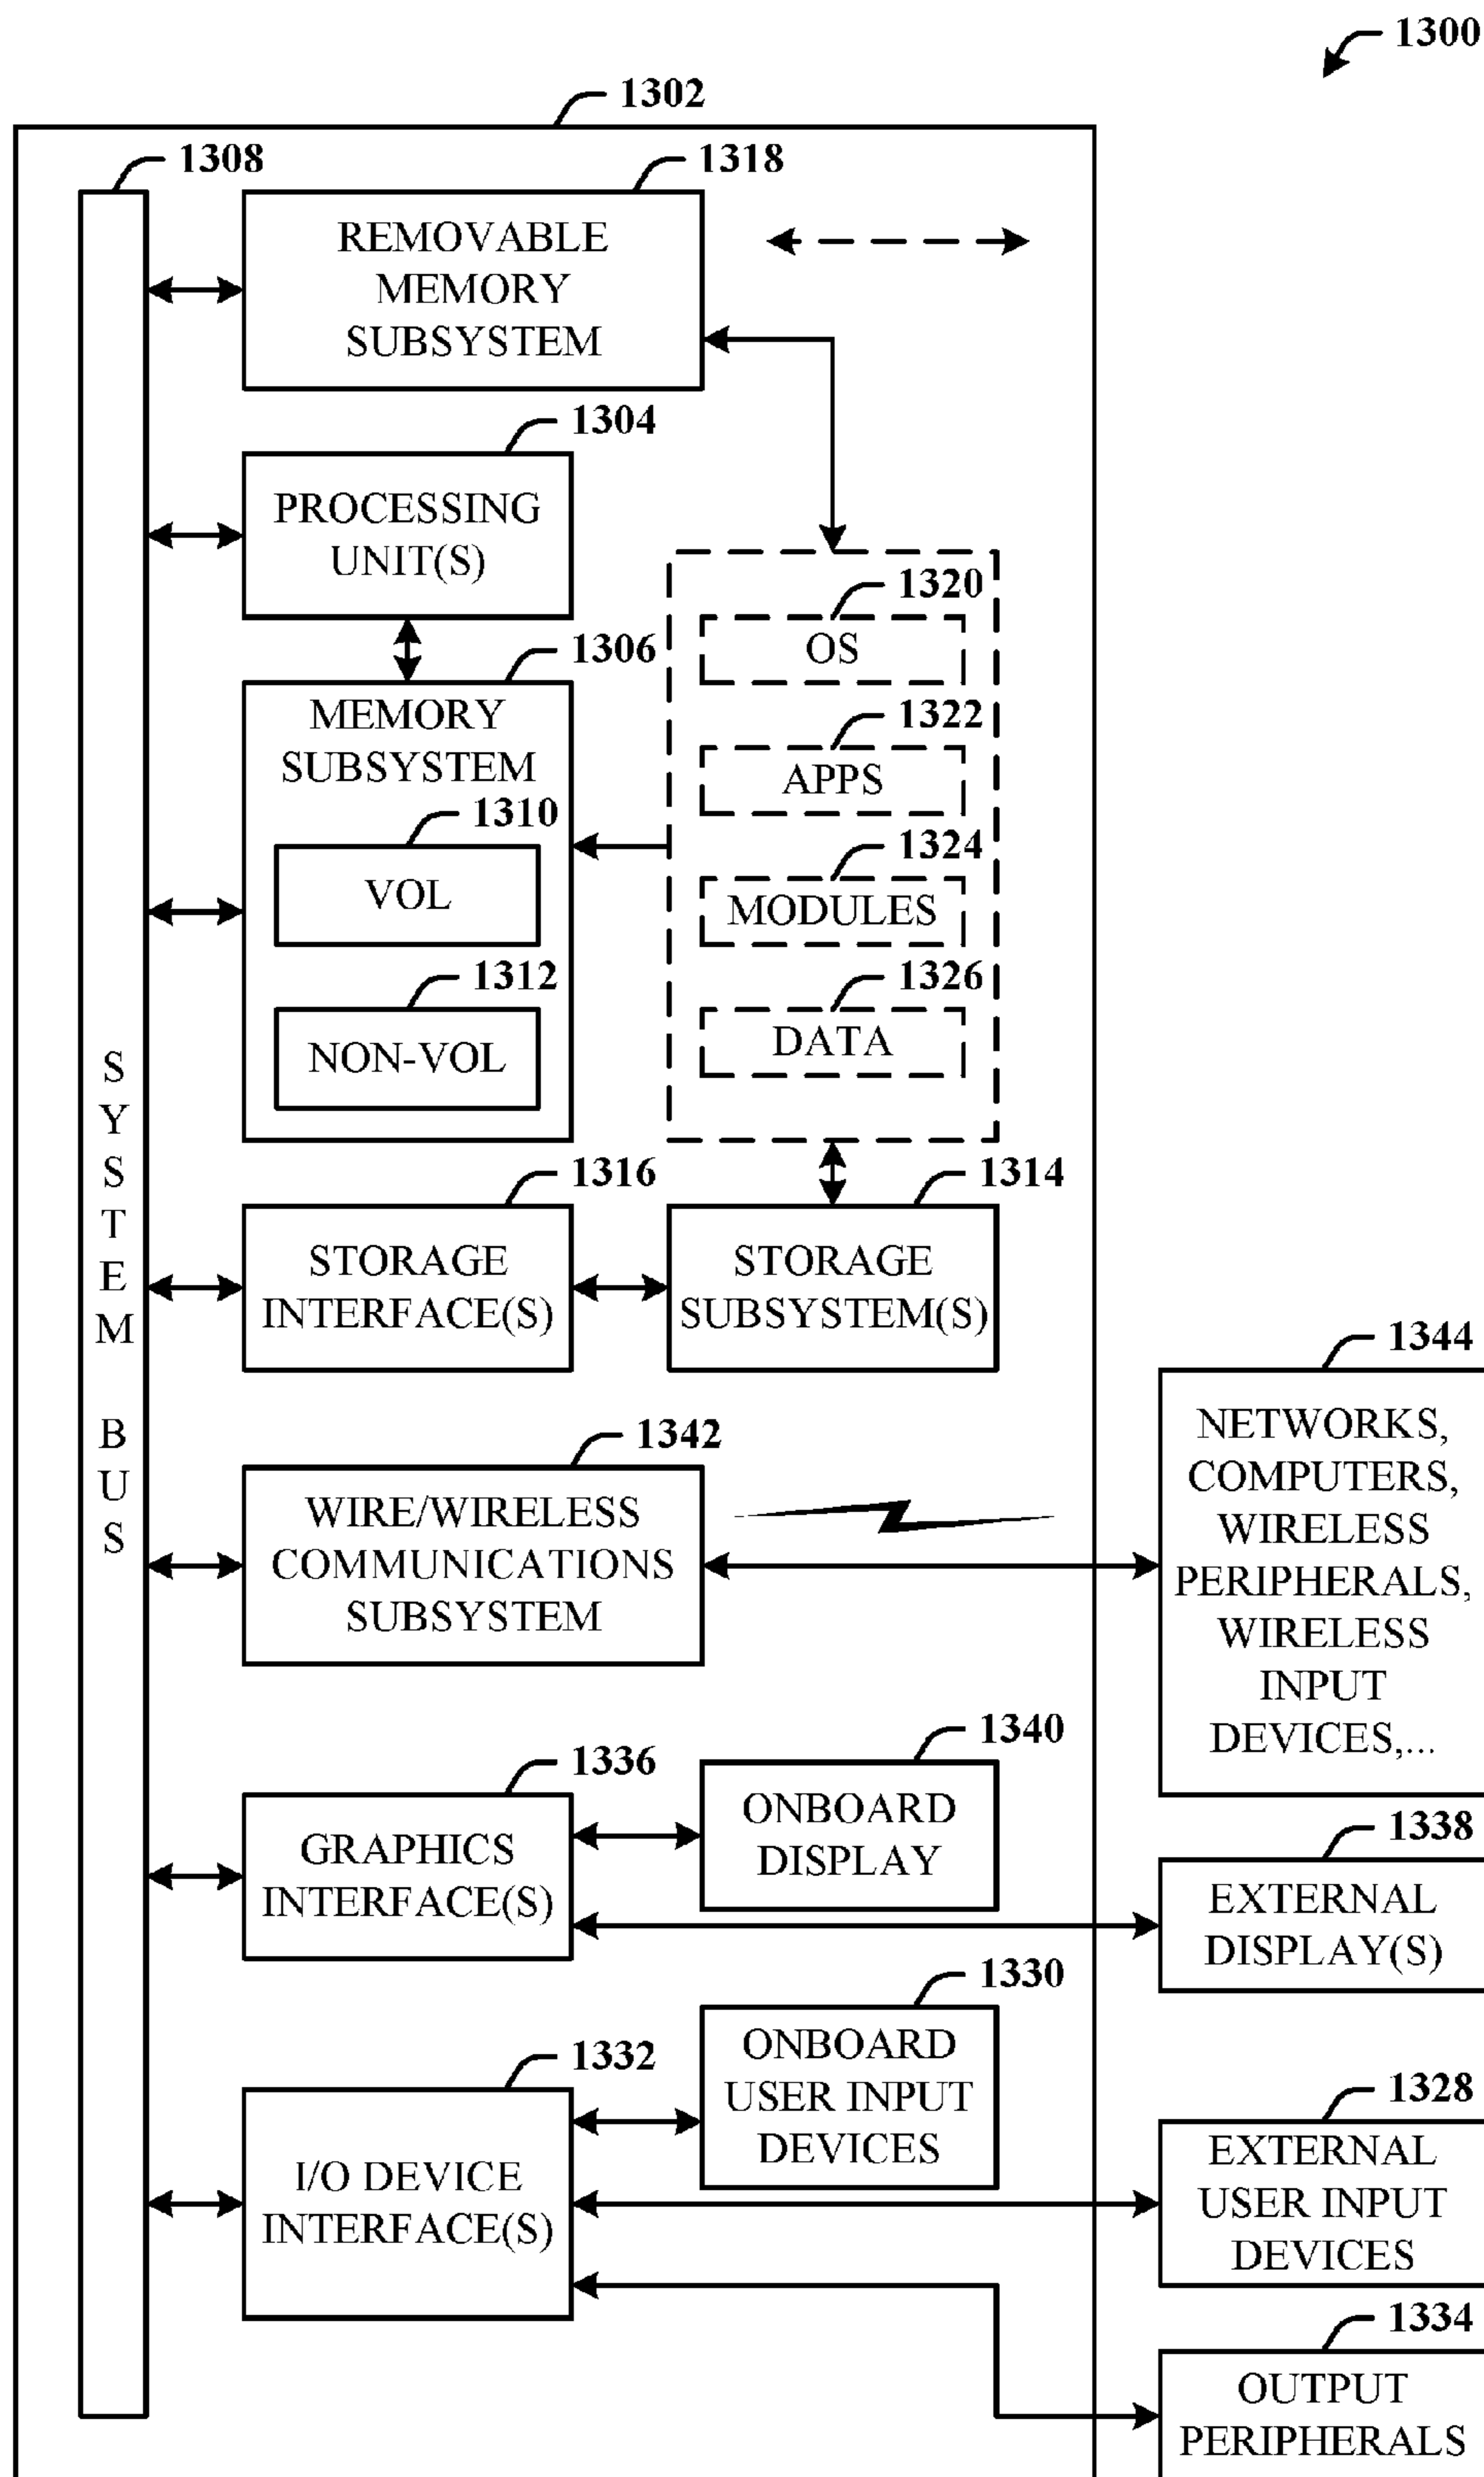 1300
1302
1308
1318
REMOVABLE
MEMORY
SUBSYSTEM
1304
PROCESSING
UNIT(S)
1306
MEMORY
SUBSYSTEM
1310
VOL
1312
NON-VOL
1320
OS
1322
APPS
1324
MODULES
1326
DATA
SYSTEM BUS
1316
STORAGE
INTERFACE(S)
1314
STORAGE
SUBSYSTEM(S)
1342
WIRE/WIRELESS
COMMUNICATIONS
SUBSYSTEM
1344
NETWORKS,
COMPUTERS,
WIRELESS
PERIPHERALS,
WIRELESS
INPUT
DEVICES,...
1336
GRAPHICS
INTERFACE(S)
1340
ONBOARD
DISPLAY
1338
EXTERNAL
DISPLAY(S)
1332
I/O DEVICE
INTERFACE(S)
1330
ONBOARD
USER INPUT
DEVICES
1328
EXTERNAL
USER INPUT
DEVICES
1334
OUTPUT
PERIPHERALS